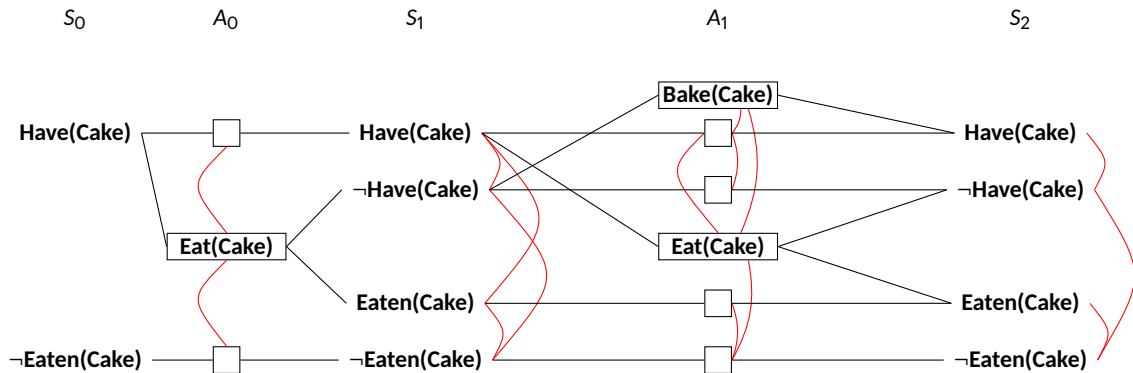 S0 A0 S1 A1 S2
Bake(Cake)
Have(Cake) Have(Cake) Have(Cake)
¬Have(Cake) ¬Have(Cake)
Eat(Cake) Eat(Cake)
Eaten(Cake) Eaten(Cake)
¬Eaten(Cake) ¬Eaten(Cake) ¬Eaten(Cake)